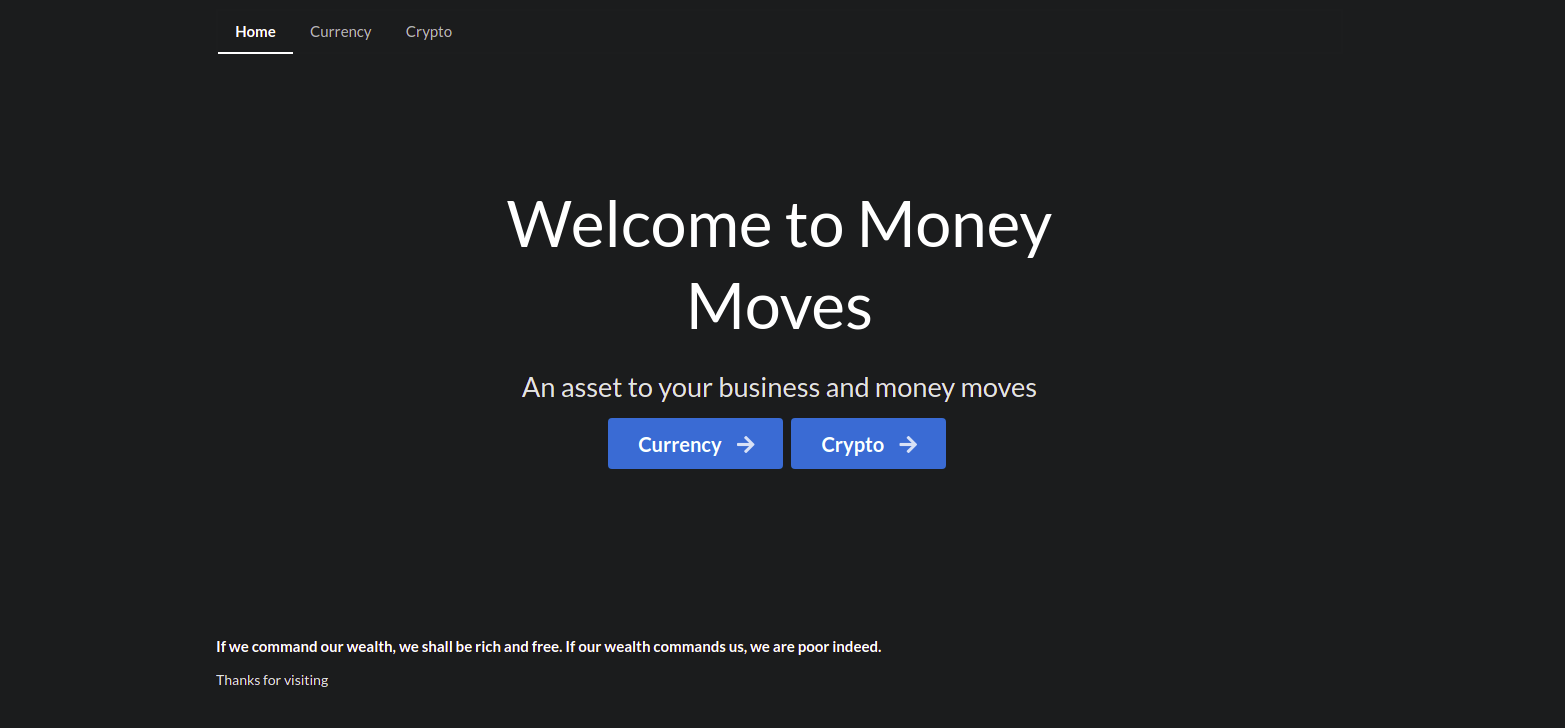 Home Currency Crypto
Welcome to Money
Moves
An asset to your business and money moves
Currency Crypto
If we command our wealth, we shall be rich and free. If our wealth commands us, we are poor indeed.
Thanks for visiting